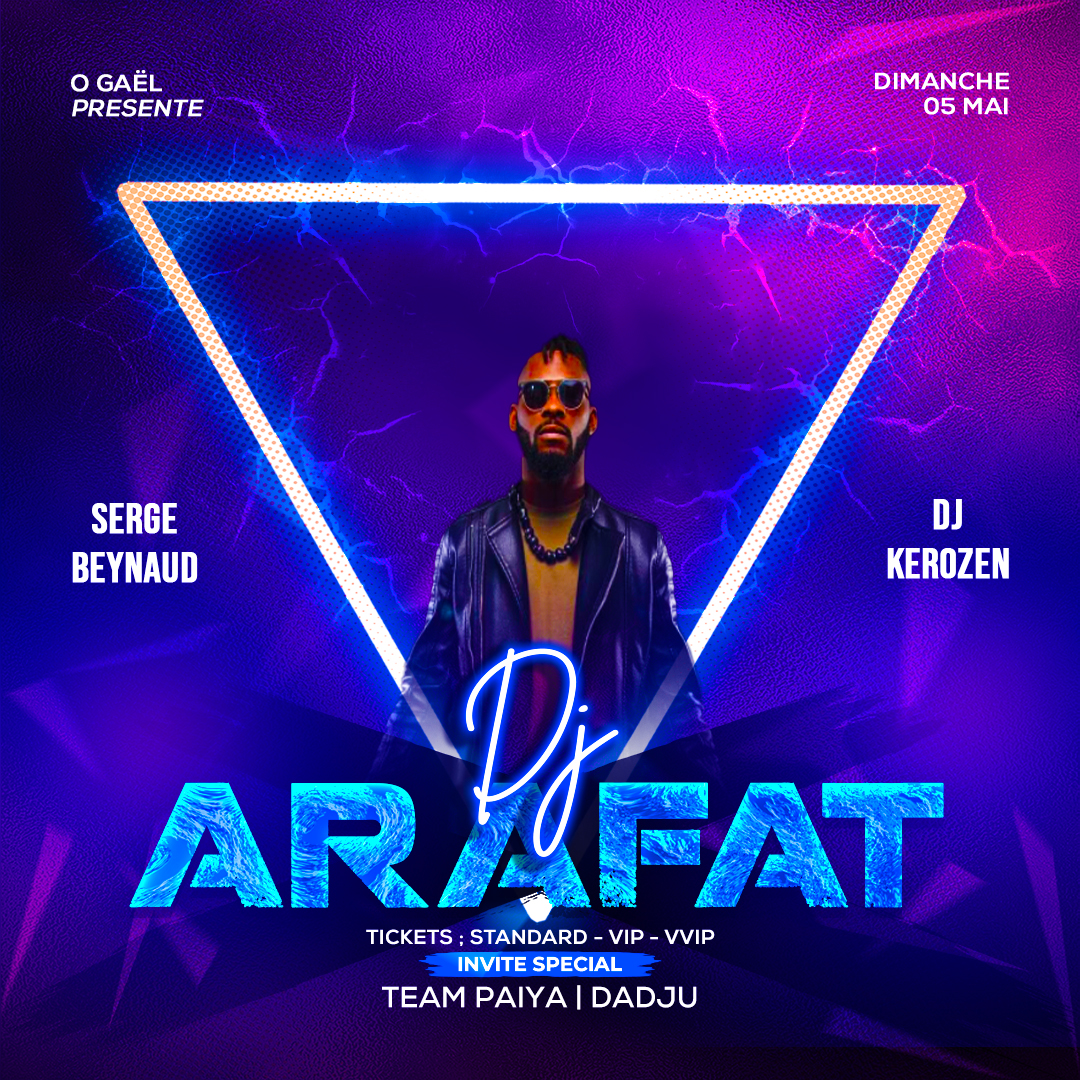 O GAËL
PRESENTE
DIMANCHE
05 MAI
SERGE
BEYNAUD
DJ
KEROZEN
Dj
ARAFAT
TICKETS ; STANDARD - VIP - VVIP
INVITE SPECIAL
TEAM PAIYA | DADJU